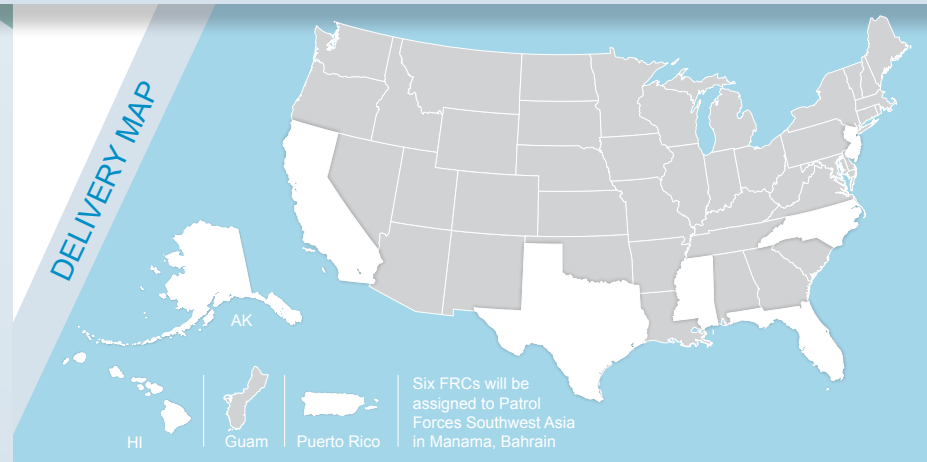 DELIVERY MAP
AK
HI
Guam
Puerto Rico
Six FRCs will be
assigned to Patrol
Forces Southwest Asia
in Manama, Bahrain